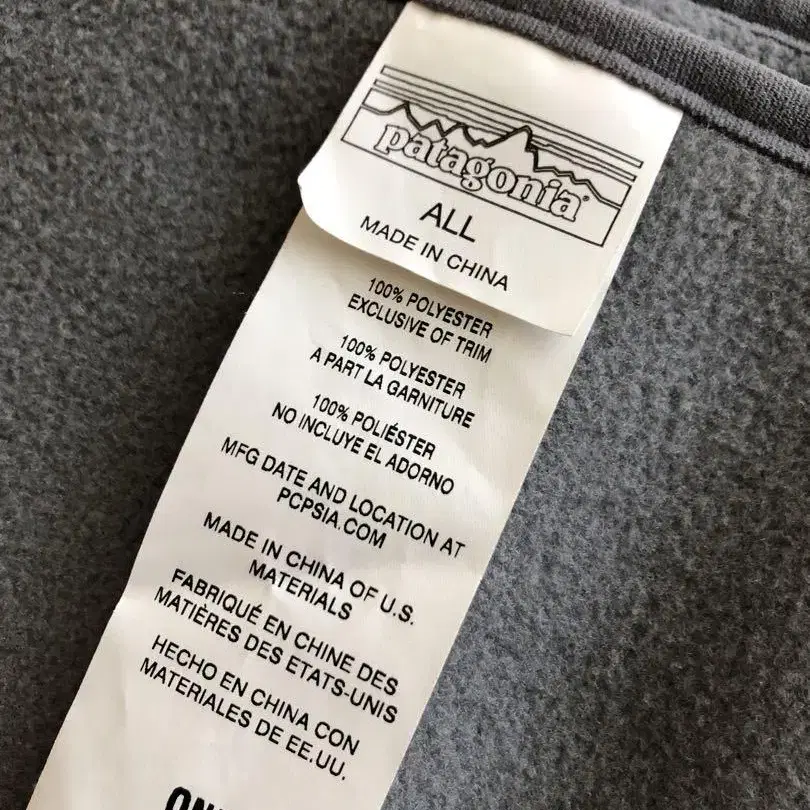 patagonia®
ALL
MADE IN CHINA
100% POLYESTER
EXCLUSIVE OF TRIM
100% POLYESTER
A PART LA GARNITURE
100% POLIÉSTER
NO INCLUYE EL ADORNO
MFG DATE AND LOCATION AT
PCPSIA.COM
MADE IN CHINA OF U.S.
MATERIALS
FABRIQUÉ EN CHINE DES
MATIÈRES DES ETATS-UNIS
HECHO EN CHINA CON
MATERIALES DE EE.UU.